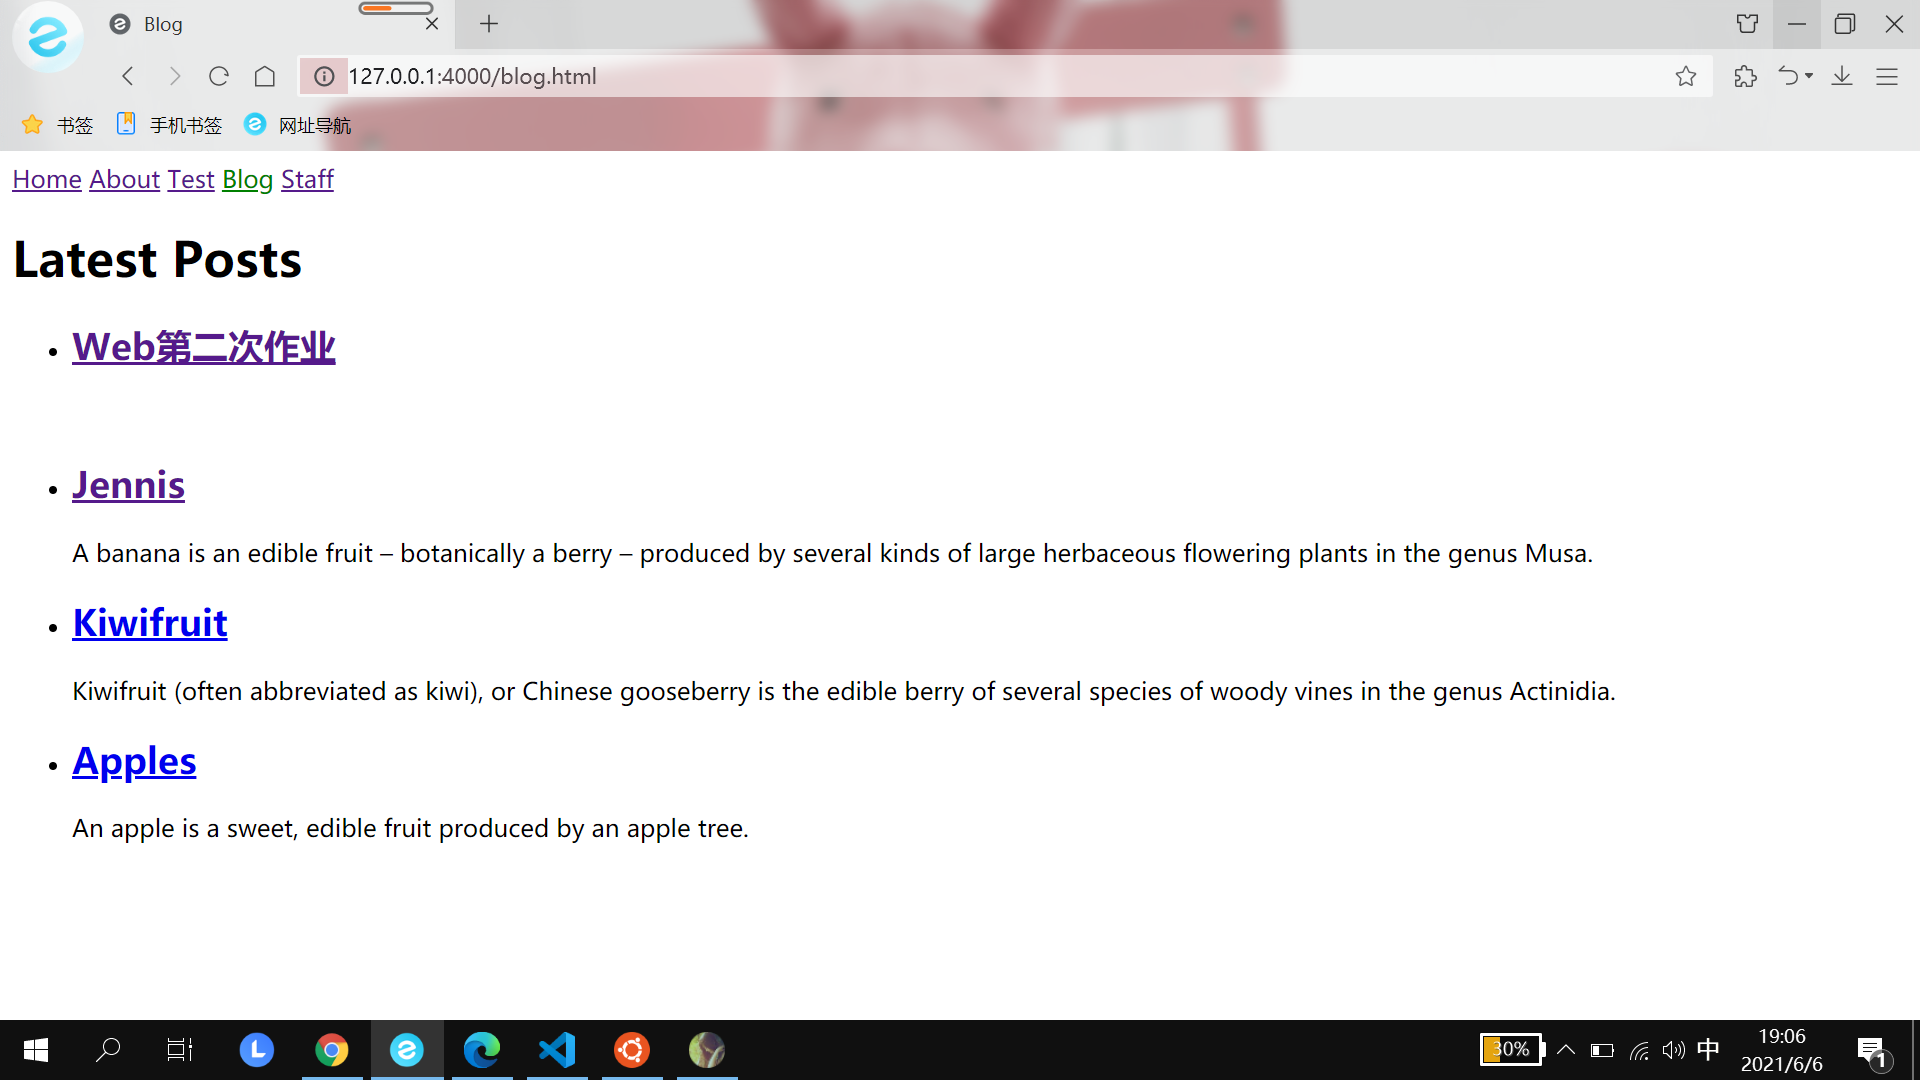 Blog
127.0.0.1:4000/blog.html
书签 手机书签 网址导航
Home About Test Blog Staff
Latest Posts
Web第二次作业
Jennis
A banana is an edible fruit – botanically a berry – produced by several kinds of large herbaceous flowering plants in the genus Musa.
Kiwifruit
Kiwifruit (often abbreviated as kiwi), or Chinese gooseberry is the edible berry of several species of woody vines in the genus Actinidia.
Apples
An apple is a sweet, edible fruit produced by an apple tree.
30% 中 19:06
2021/6/6 1